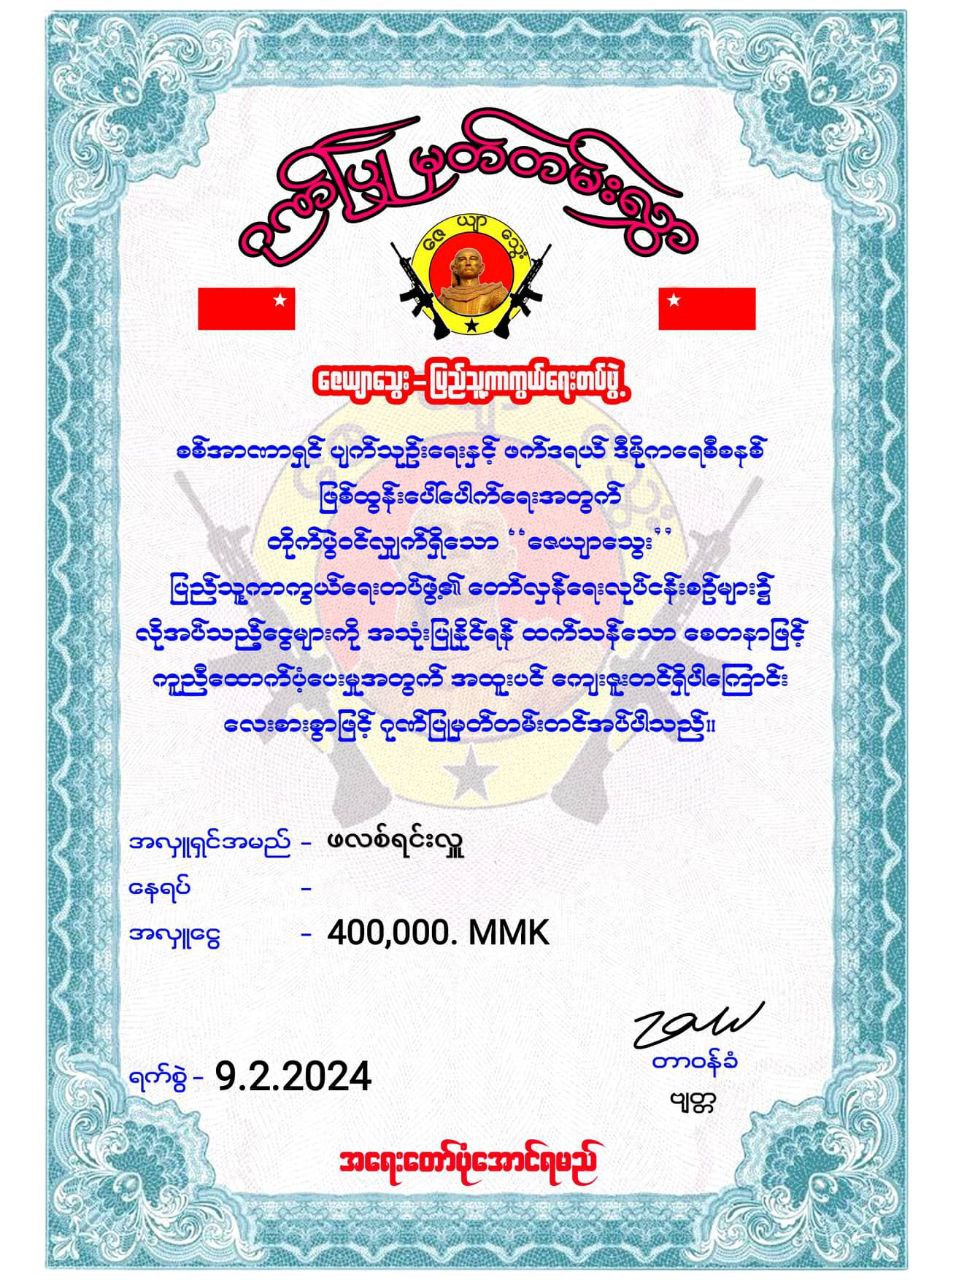 ဂုဏ်ပြုမှတ်တမ်းလွှာ
ဇေယျာသွေး
ဇေယျာသွေး - ပြည်သူ့ကာကွယ်ရေးတပ်ဖွဲ့
စစ်အာဏာရှင် ပျက်သုဉ်းရေးနှင့် ဖက်ဒရယ် ဒီမိုကရေစီစနစ်
ဖြစ်ထွန်းပေါ်ပေါက်ရေးအတွက်
တိုက်ပွဲဝင်လျှက်ရှိသော “ဇေယျာသွေး”
ပြည်သူ့ကာကွယ်ရေးတပ်ဖွဲ့၏ တော်လှန်ရေးလုပ်ငန်းစဉ်များ၌
လိုအပ်သည့်ငွေများကို အသုံးပြုနိုင်ရန် ထက်သန်သော စေတနာဖြင့်
ကူညီထောက်ပံ့ပေးမှုအတွက် အထူးပင် ကျေးဇူးတင်ရှိပါကြောင်း
လေးစားစွာဖြင့် ဂုဏ်ပြုမှတ်တမ်းတင်အပ်ပါသည်။
အလှူရှင်အမည် - ဖလစ်ရင်းလှူ
နေရပ် -
အလှူငွေ - 400,000. MMK
zaw
တာဝန်ခံ
ဗျတ္တ
ရက်စွဲ - 9.2.2024
အရေးတော်ပုံအောင်ရမည်